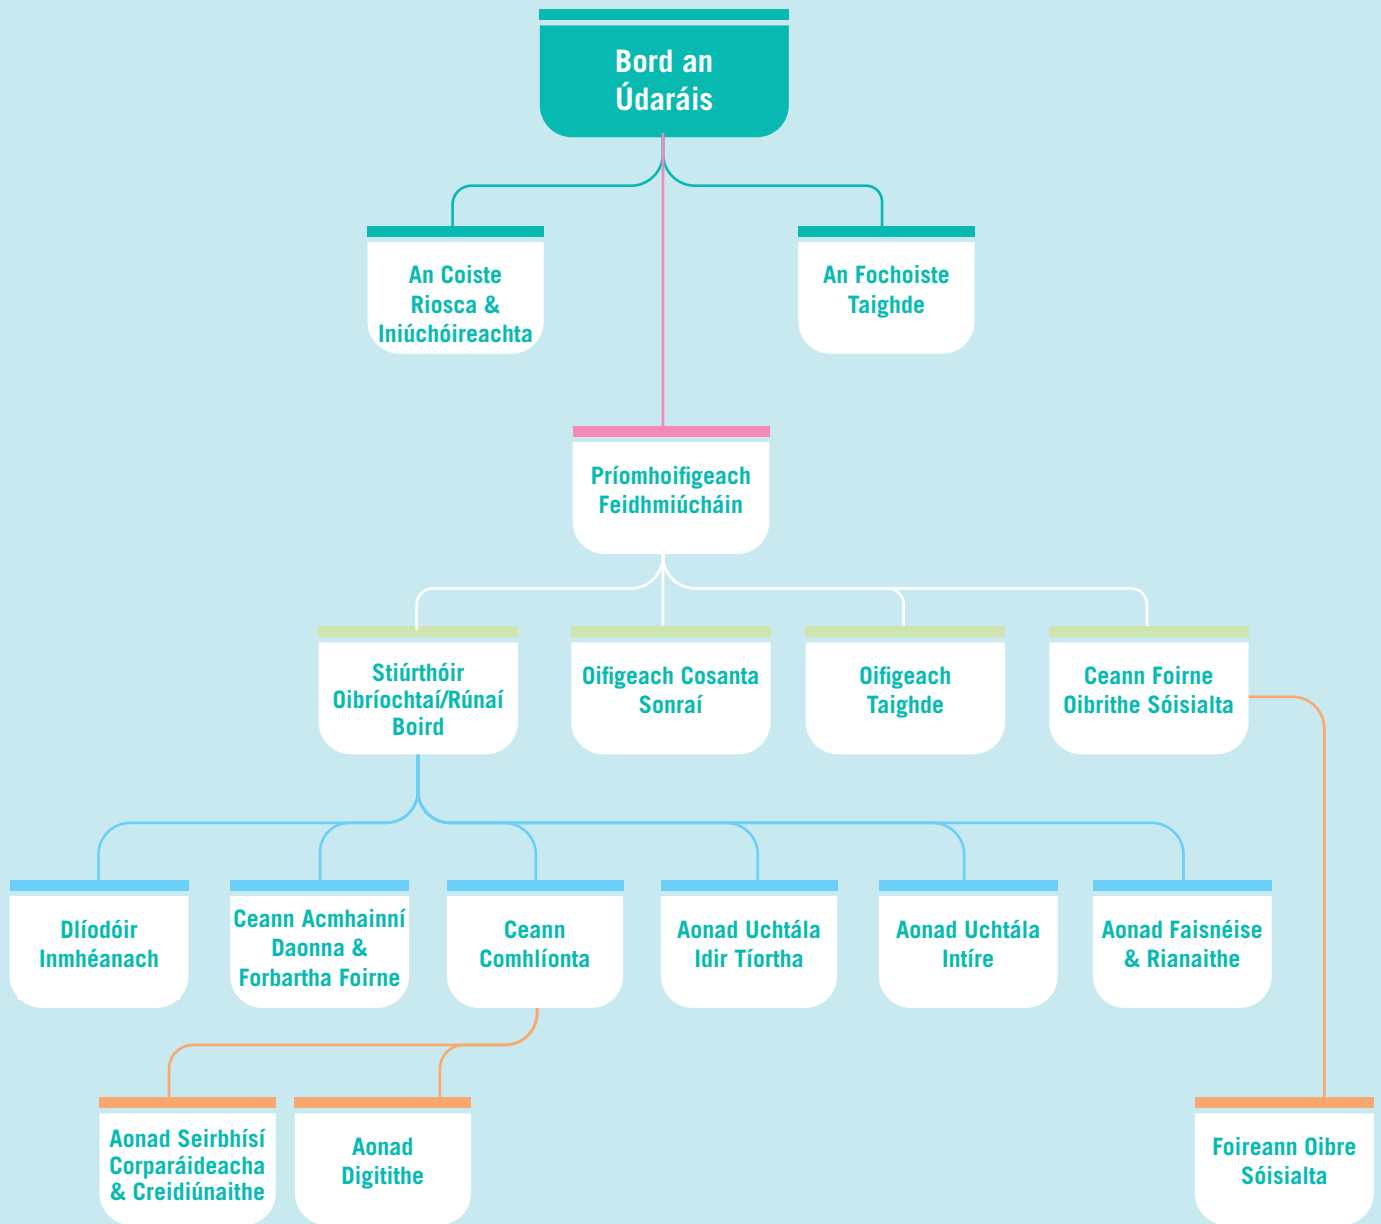 Bord an
Údaráis
An Coiste
Riosca &
Iniúchóireachta
An Fochoiste
Taighde
Príomhoifigeach
Feidhmiúcháin
Stiúrthóir
Oibríochtaí/Rúnaí
Boird
Oifigeach Cosanta
Sonraí
Oifigeach
Taighde
Ceann Foirne
Oibrithe Sóisialta
Dlíodóir
Inmhéanach
Ceann Acmhainní
Daonna &
Forbartha Foirne
Ceann
Comhlíonta
Aonad Uchtála
Idir Tíortha
Aonad Uchtála
Intíre
Aonad Faisnéise
& Rianaithe
Aonad Seirbhísí
Corparáideacha
& Creidiúnaithe
Aonad
Digitithe
Foireann Oibre
Sóisialta